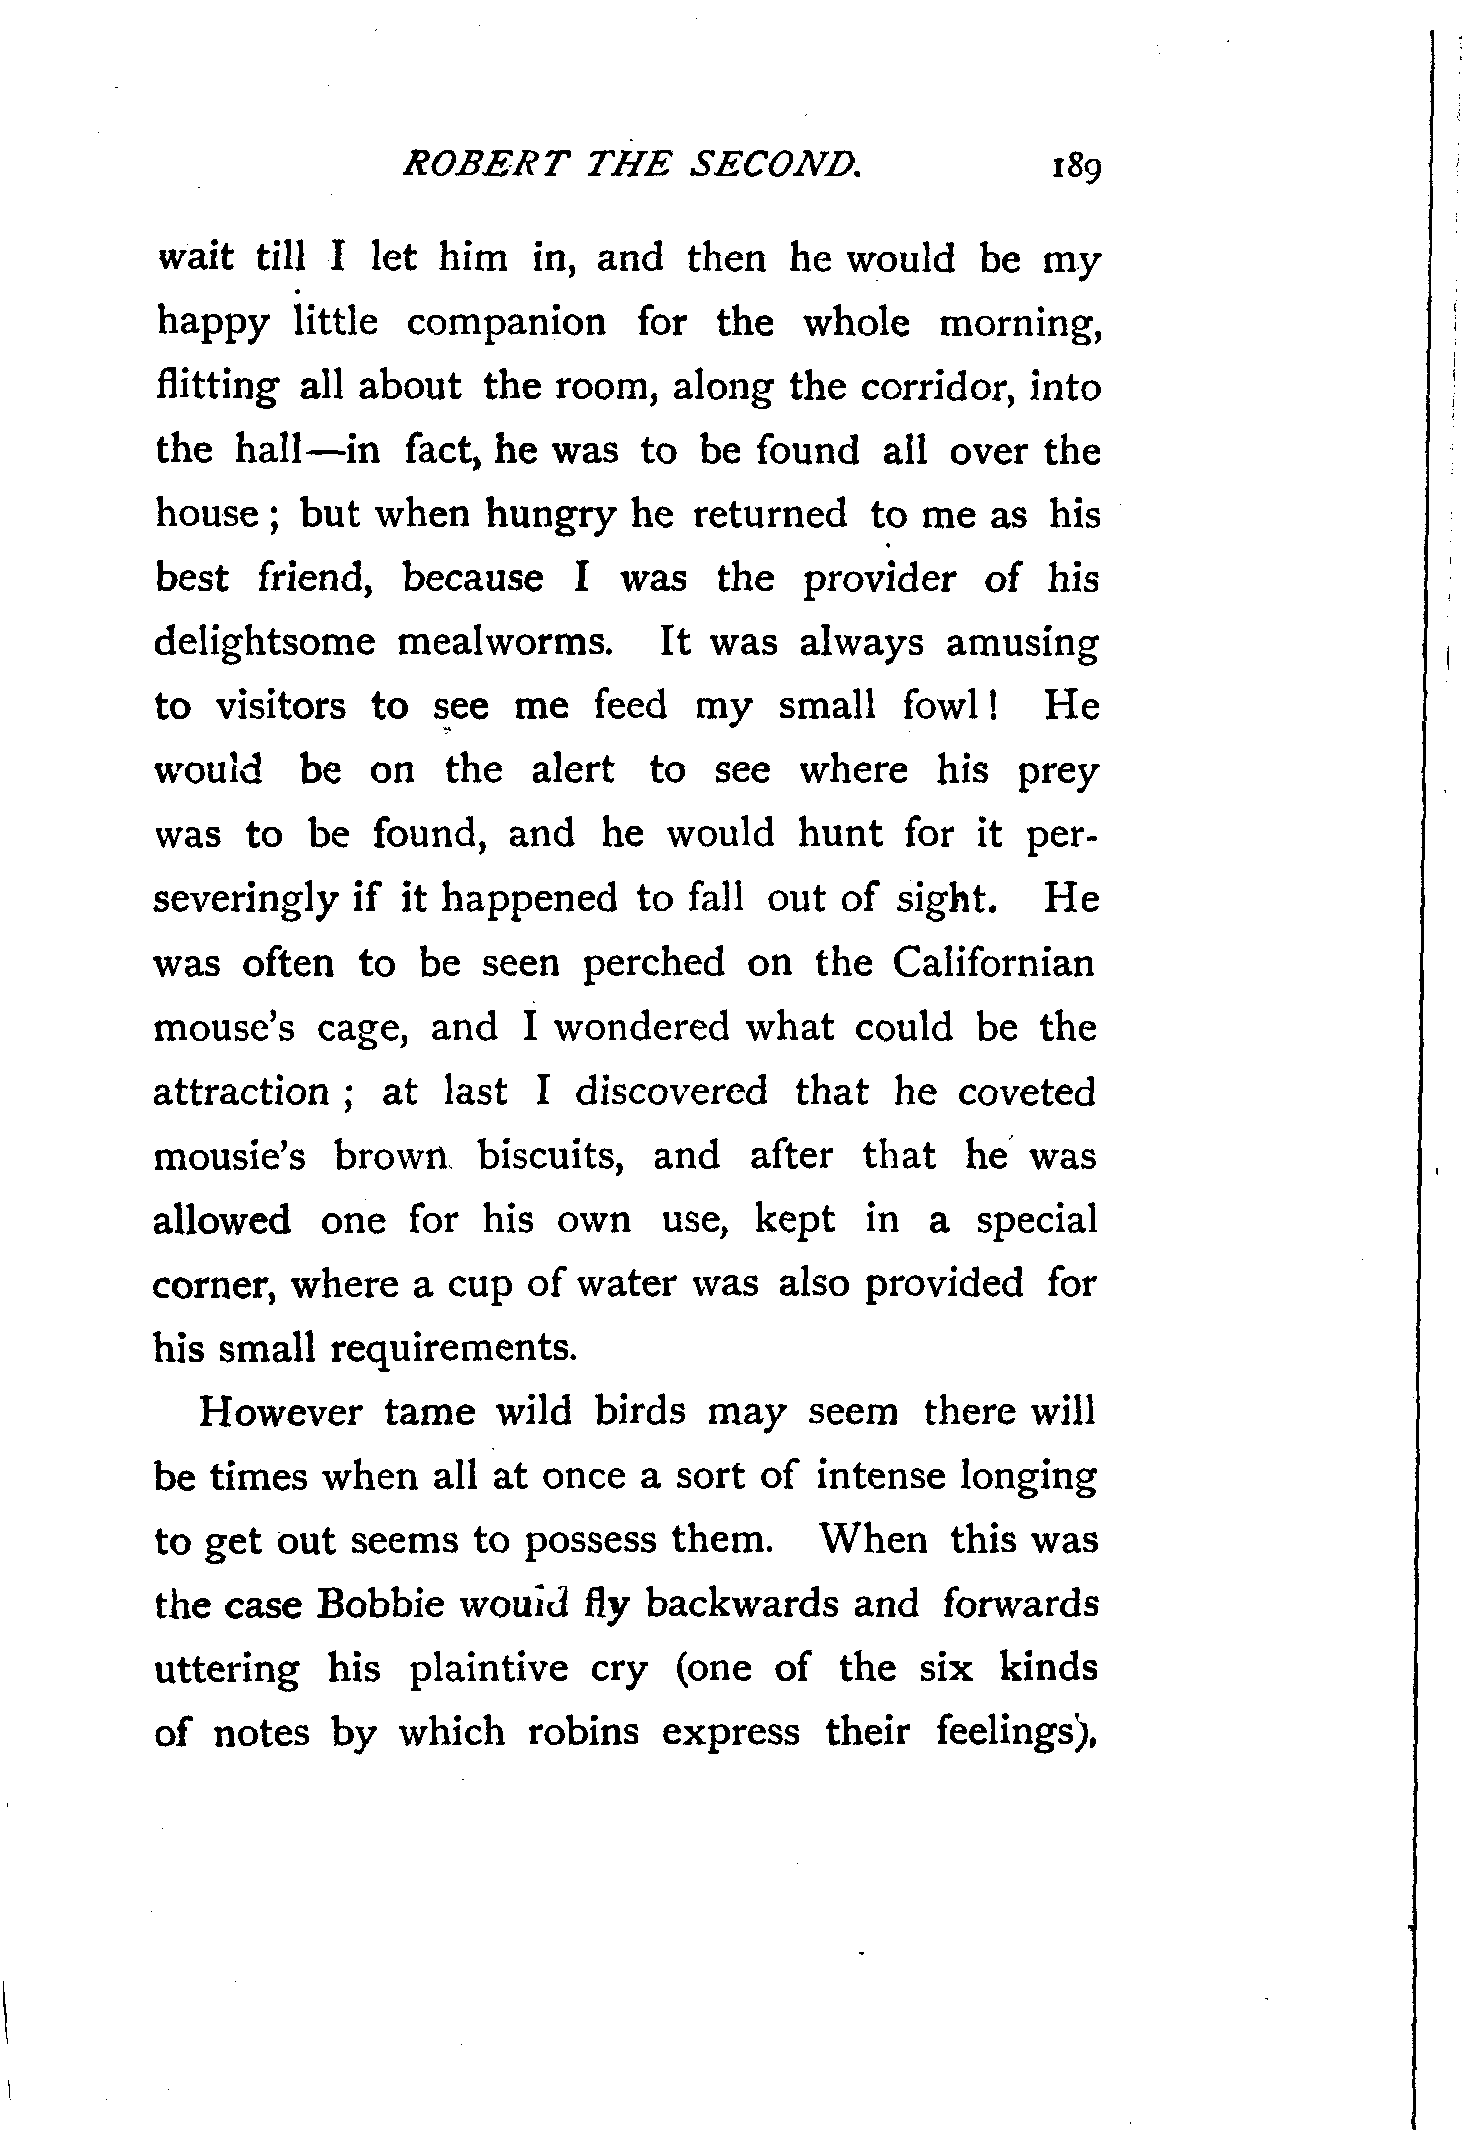 ROBERT THE SECOND. 189
wait till I let him in, and then he would be my
happy little companion for the whole morning,
flitting all about the room, along the corridor, into
the hall—in fact, he was to be found all over the
house ; but when hungry he returned to me as his
best friend, because I was the provider of his
delightsome mealworms. It was always amusing
to visitors to see me feed my small fowl ! He
would be on the alert to see where his prey
was to be found, and he would hunt for it per-
severingly if it happened to fall out of sight. He
was often to be seen perched on the Californian
mouse's cage, and I wondered what could be the
attraction ; at last I discovered that he coveted
mousie's brown biscuits, and after that he was
allowed one for his own use, kept in a special
corner, where a cup of water was also provided for
his small requirements.
However tame wild birds may seem there will
be times when all at once a sort of intense longing
to get out seems to possess them. When this was
the case Bobbie would fly backwards and forwards
uttering his plaintive cry (one of the six kinds
of notes by which robins express their feelings),